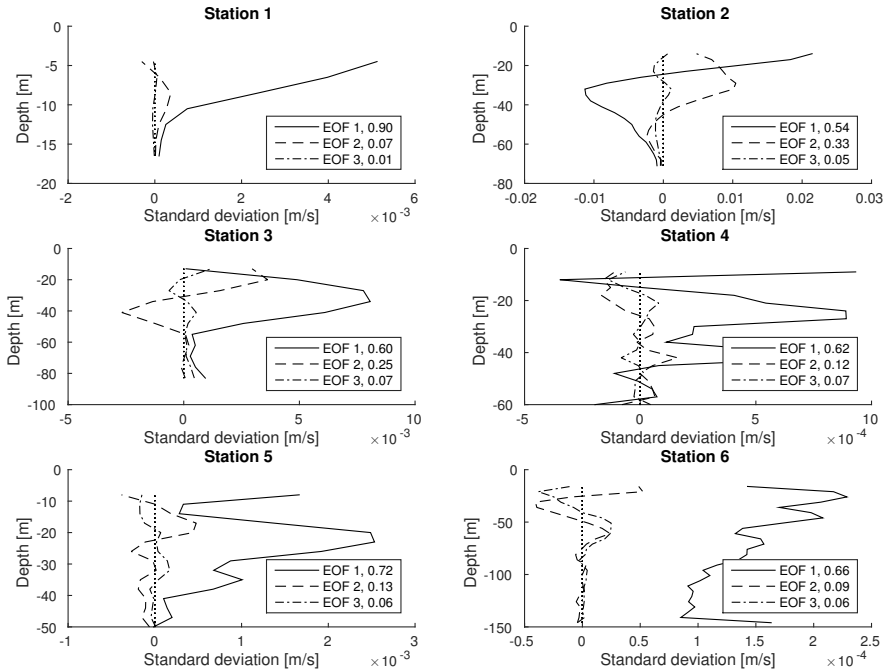 Station 1
0
-5
-10
-15
-20
Depth [m]
-2
0
2
4
6
Standard deviation [m/s]
×10⁻³
EOF 1, 0.90
EOF 2, 0.07
EOF 3, 0.01
Station 2
0
-20
-40
-60
-80
Depth [m]
-0.02
-0.01
0
0.01
0.02
0.03
Standard deviation [m/s]
EOF 1, 0.54
EOF 2, 0.33
EOF 3, 0.05
Station 3
0
-20
-40
-60
-80
-100
Depth [m]
-5
0
5
10
Standard deviation [m/s]
×10⁻³
EOF 1, 0.60
EOF 2, 0.25
EOF 3, 0.07
Station 4
0
-20
-40
-60
Depth [m]
-5
0
5
10
Standard deviation [m/s]
×10⁻⁴
EOF 1, 0.62
EOF 2, 0.12
EOF 3, 0.07
Station 5
0
-10
-20
-30
-40
-50
Depth [m]
-1
0
1
2
3
Standard deviation [m/s]
×10⁻³
EOF 1, 0.72
EOF 2, 0.13
EOF 3, 0.06
Station 6
0
-50
-100
-150
Depth [m]
-0.5
0
0.5
1
1.5
2
2.5
Standard deviation [m/s]
×10⁻⁴
EOF 1, 0.66
EOF 2, 0.09
EOF 3, 0.06